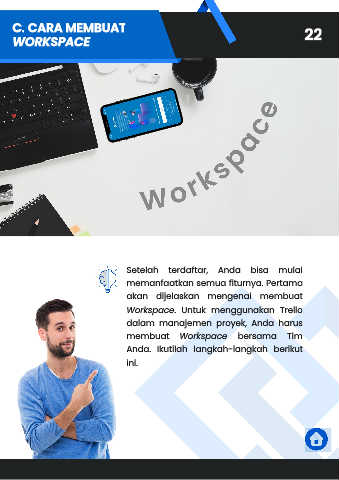 C. CARA MEMBUAT
WORKSPACE
22
Workspace
Setelah terdaftar, Anda bisa mulai
memanfaatkan semua fiturnya. Pertama
akan dijelaskan mengenai membuat
Workspace. Untuk menggunakan Trello
dalam manajemen proyek, Anda harus
membuat Workspace bersama Tim
Anda. Ikutilah langkah-langkah berikut
ini.